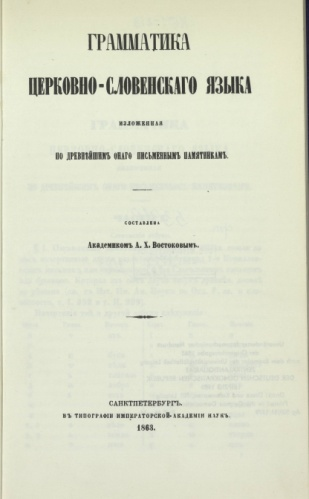 ГРАММАТИКА
ЦЕРКОВНО-СЛОВЕНСКАГО ЯЗЫКА
ИЗЛОЖЕННАЯ
ПО ДРЕВНѢЙШИМЪ ОНАГО ПИСЬМЕННЫМЪ ПАМЯТНИКАМЪ.
СОСТАВЛЕНА
Академикомъ А. Х. Востоковымъ.
САНКТПЕТЕРБУРГЪ.
ВЪ ТИПОГРАФІИ ИМПЕРАТОРСКОЙ АКАДЕМІИ НАУКЪ.
1863.